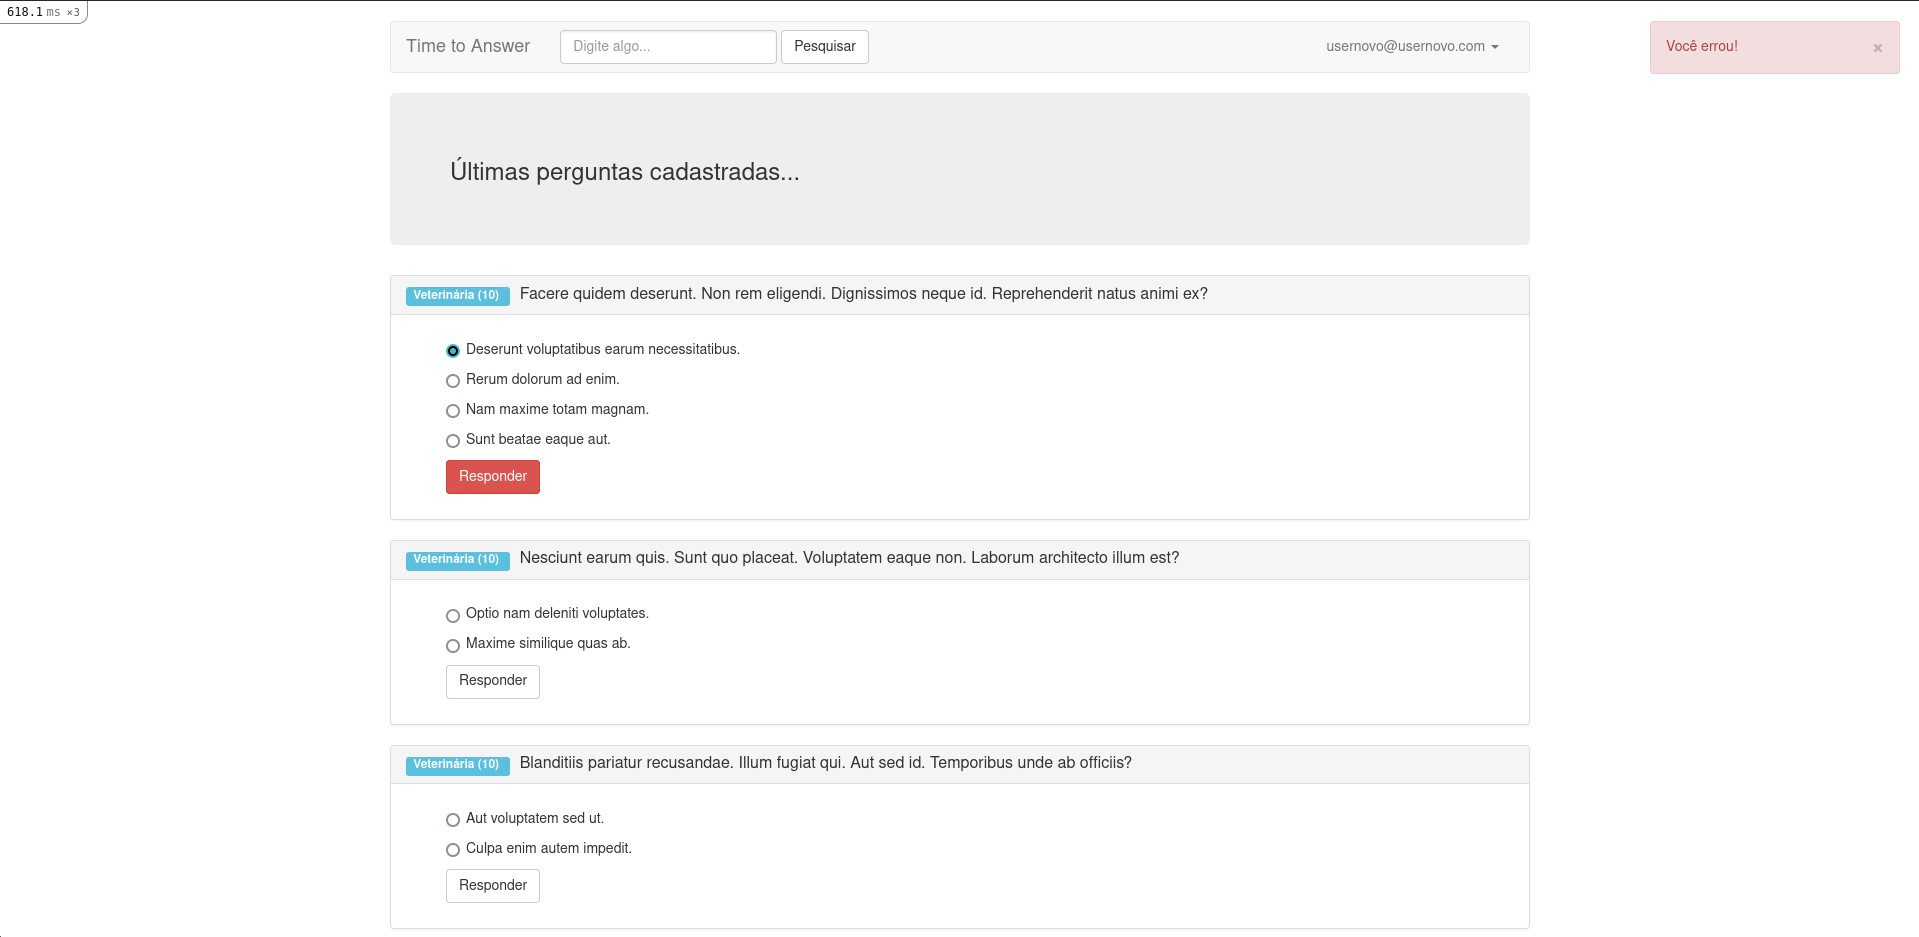 618.1 ms ×3
Time to Answer Digite algo... Pesquisar usernovo@usernovo.com Você errou! ×
Últimas perguntas cadastradas...
Veterinária (10) Facere quidem deserunt. Non rem eligendi. Dignissimos neque id. Reprehenderit natus animi ex?
Deserunt voluptatibus earum necessitatibus.
Rerum dolorum ad enim.
Nam maxime totam magnam.
Sunt beatae eaque aut.
Responder
Veterinária (10) Nesciunt earum quis. Sunt quo placeat. Voluptatem eaque non. Laborum architecto illum est?
Optio nam deleniti voluptates.
Maxime similique quas ab.
Responder
Veterinária (10) Blanditiis pariatur recusandae. Illum fugiat qui. Aut sed id. Temporibus unde ab officiis?
Aut voluptatem sed ut.
Culpa enim autem impedit.
Responder